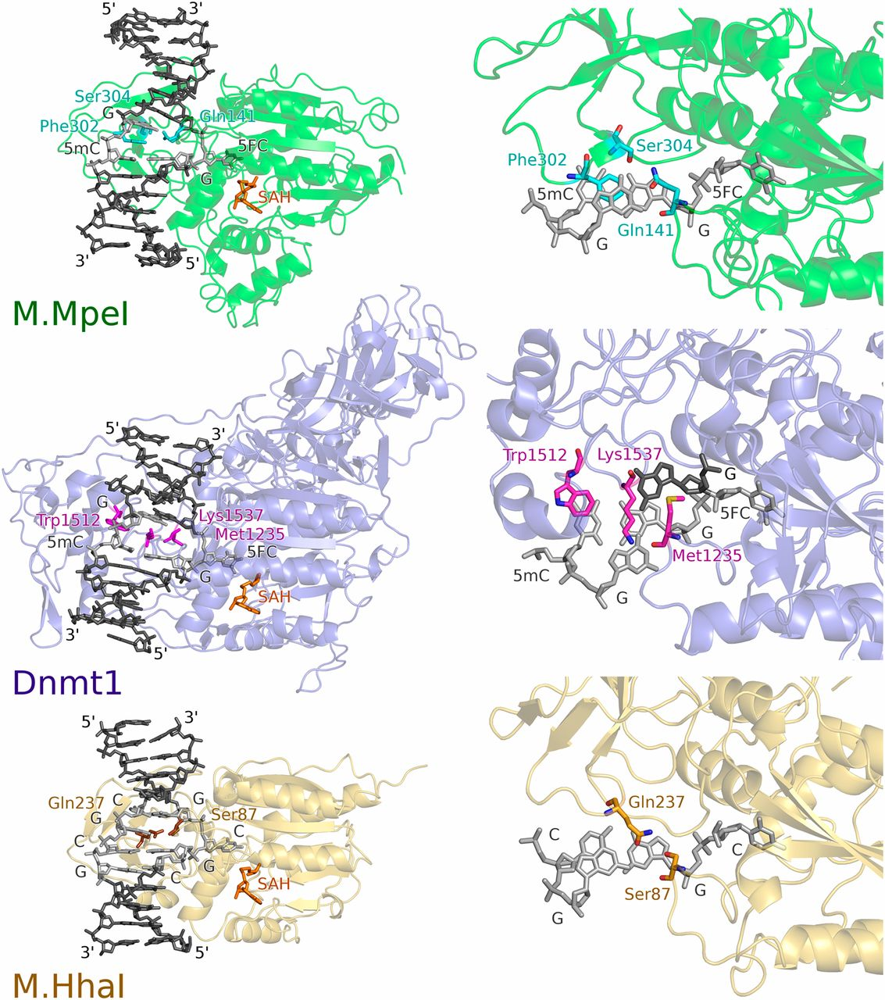 5'
3'
Ser304
G
Gln141
Phe302
5mC
5FC
G
SAH
3'
5'
M.MpeI
Ser304
Phe302
5mC
5FC
Gln141
G
G
5'
3'
G
Trp1512
Lys1537
5mC
Met1235
5FC
G
SAH
3'
5'
Dnmt1
Trp1512
Lys1537
G
5FC
G
Met1235
5mC
G
5'
3'
Gln237
C
G
G
Ser87
C
C
G
G
C
SAH
3'
5'
M.HhaI
Gln237
C
C
Ser87
G
G